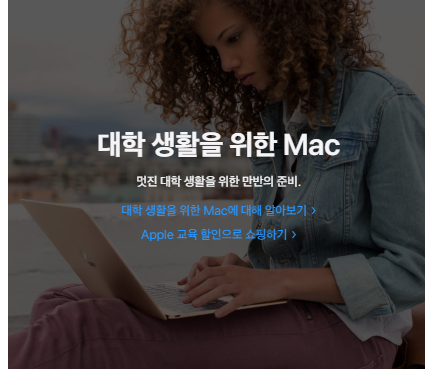 대학 생활을 위한 Mac
멋진 대학 생활을 위한 만반의 준비.
대학 생활을 위한 Mac에 대해 알아보기 >
Apple 교육 할인으로 쇼핑하기 >